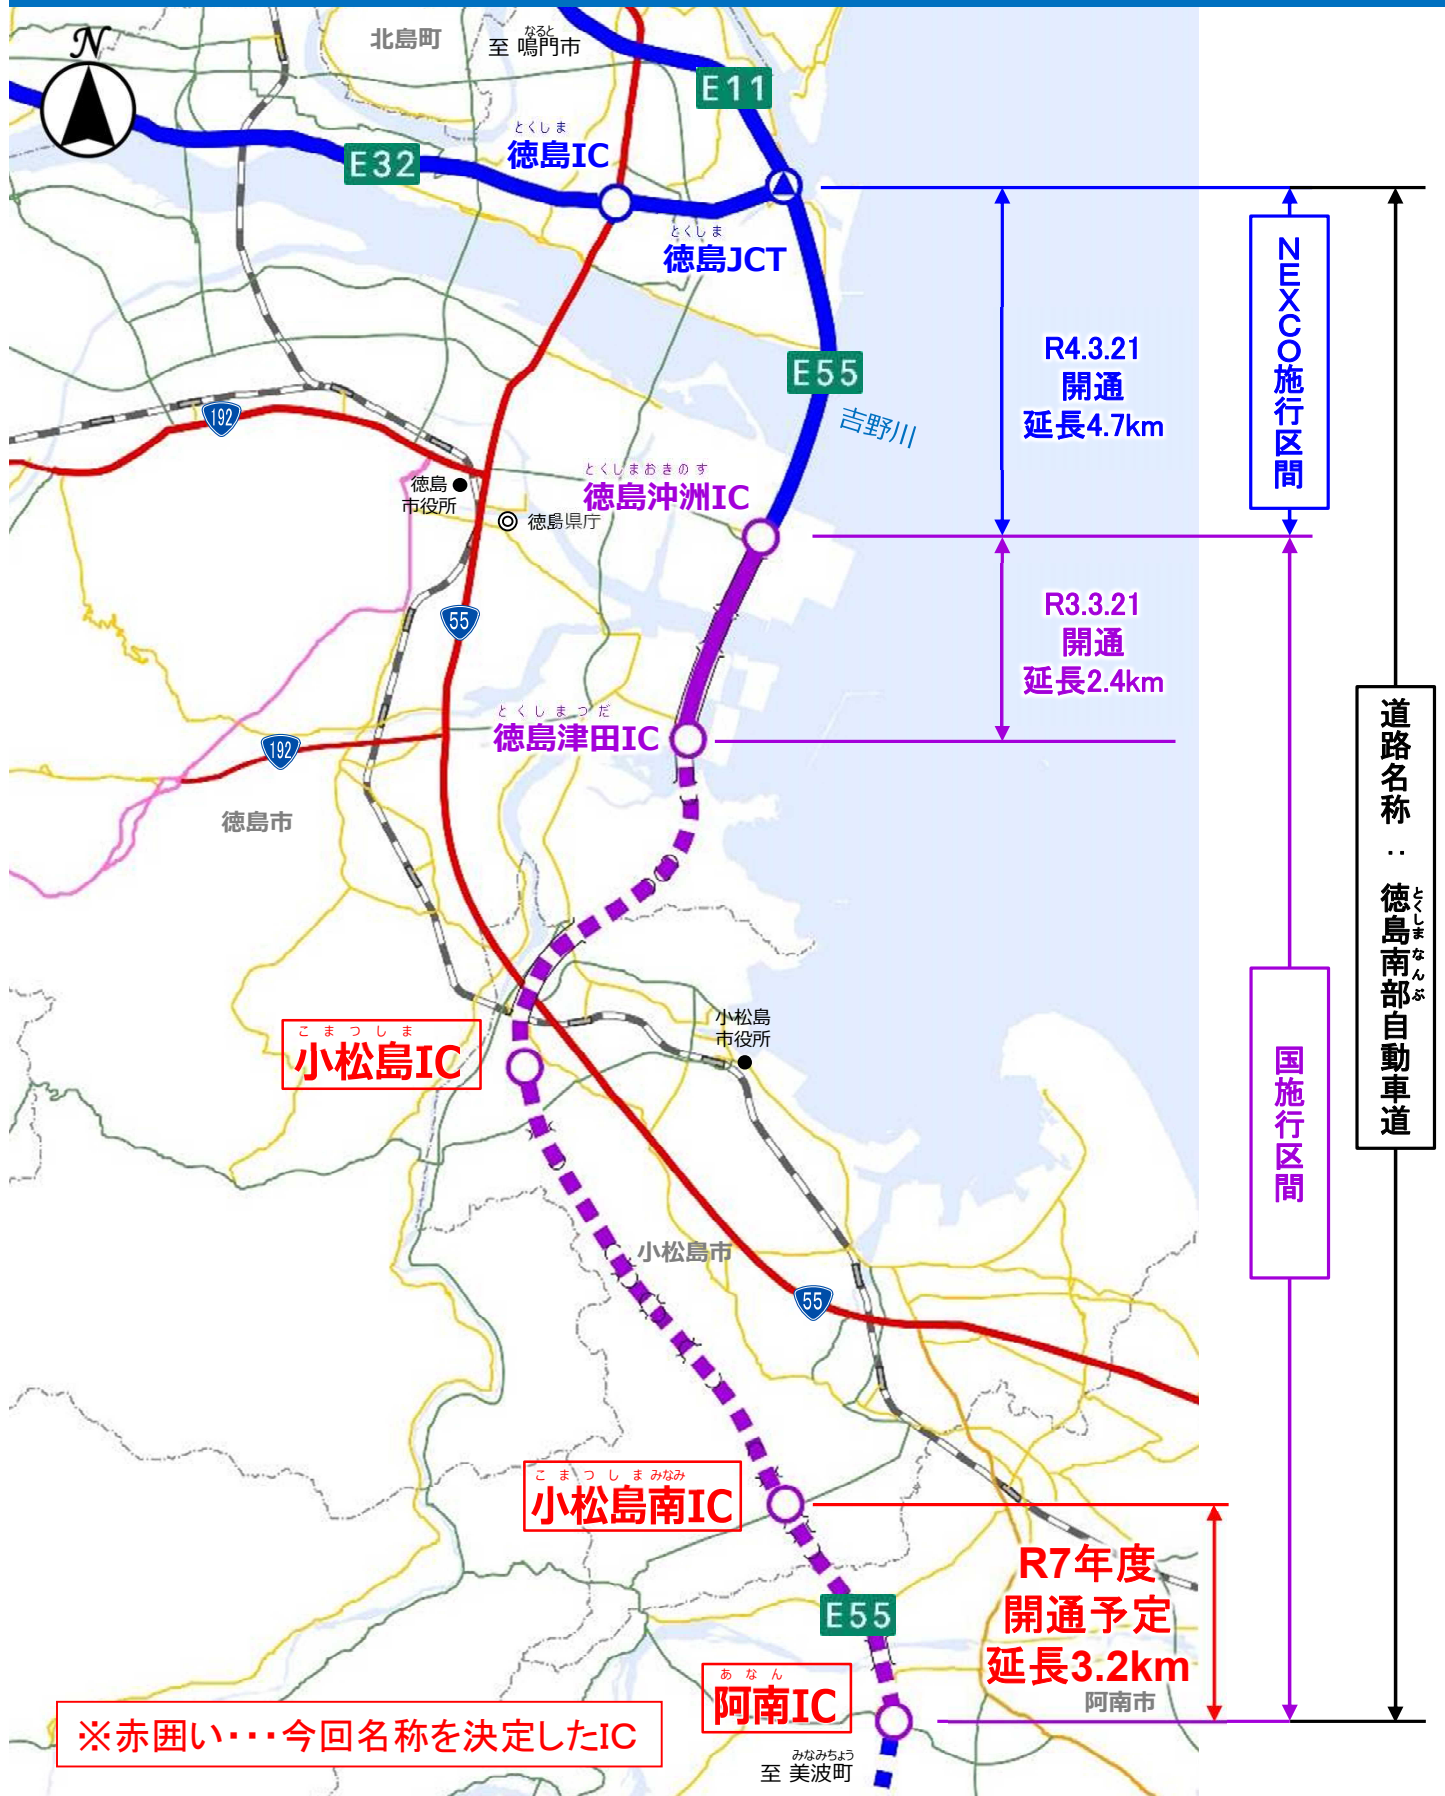 N
北島町
なると
至 鳴門市
E11
とくしま
徳島IC
E32
とくしま
徳島JCT
R4.3.21
開通
延長4.7km
NEXCO施行区間
E55
吉野川
192
とくしまおきのす
徳島沖洲IC
徳島
市役所
徳島県庁
R3.3.21
開通
延長2.4km
55
とくしまつだ
徳島津田IC
192
徳島市
道路名称：徳島南部自動車道
とくしまなんぶ
国施行区間
小松島
市役所
こまつしま
小松島IC
小松島市
55
こまつしまみなみ
小松島南IC
R7年度
開通予定
延長3.2km
E55
あなん
阿南IC
阿南市
※赤囲い・・・今回名称を決定したIC
みなみちょう
至 美波町